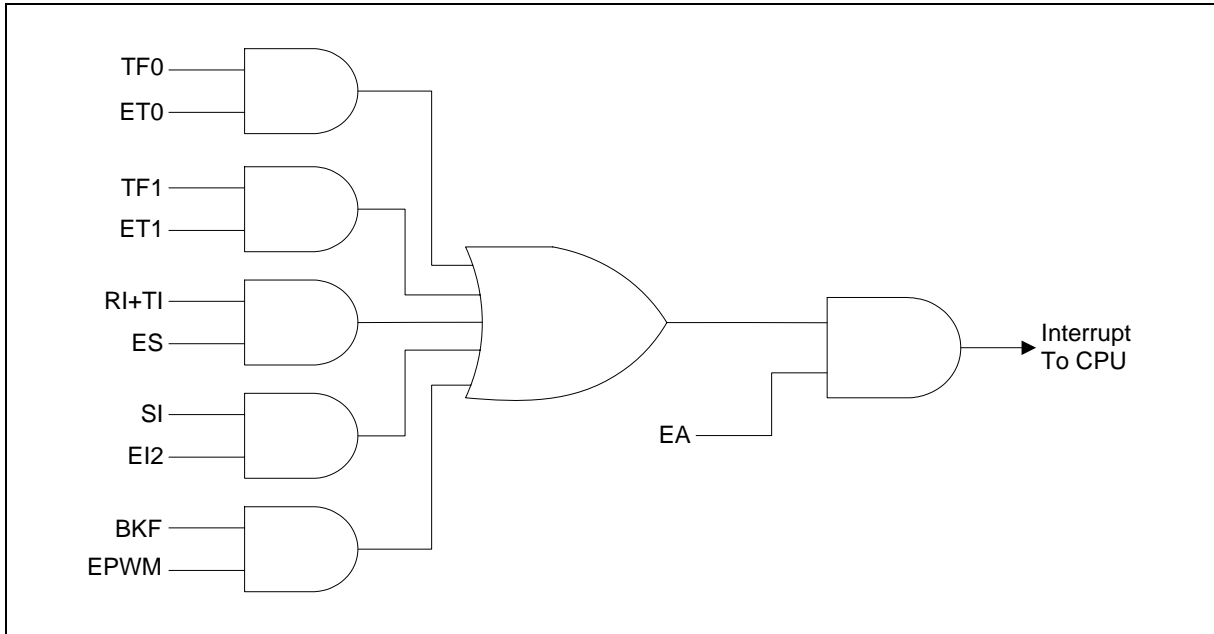 TF0
ET0
TF1
ET1
RI+TI
ES
SI
EI2
BKF
EPWM
EA
Interrupt
To CPU